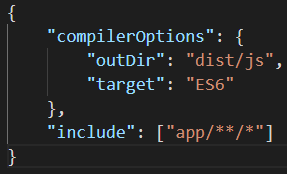 {
    "compilerOptions": {
        "outDir": "dist/js",
        "target": "ES6"
    },
    "include": ["app/**/*"]
}